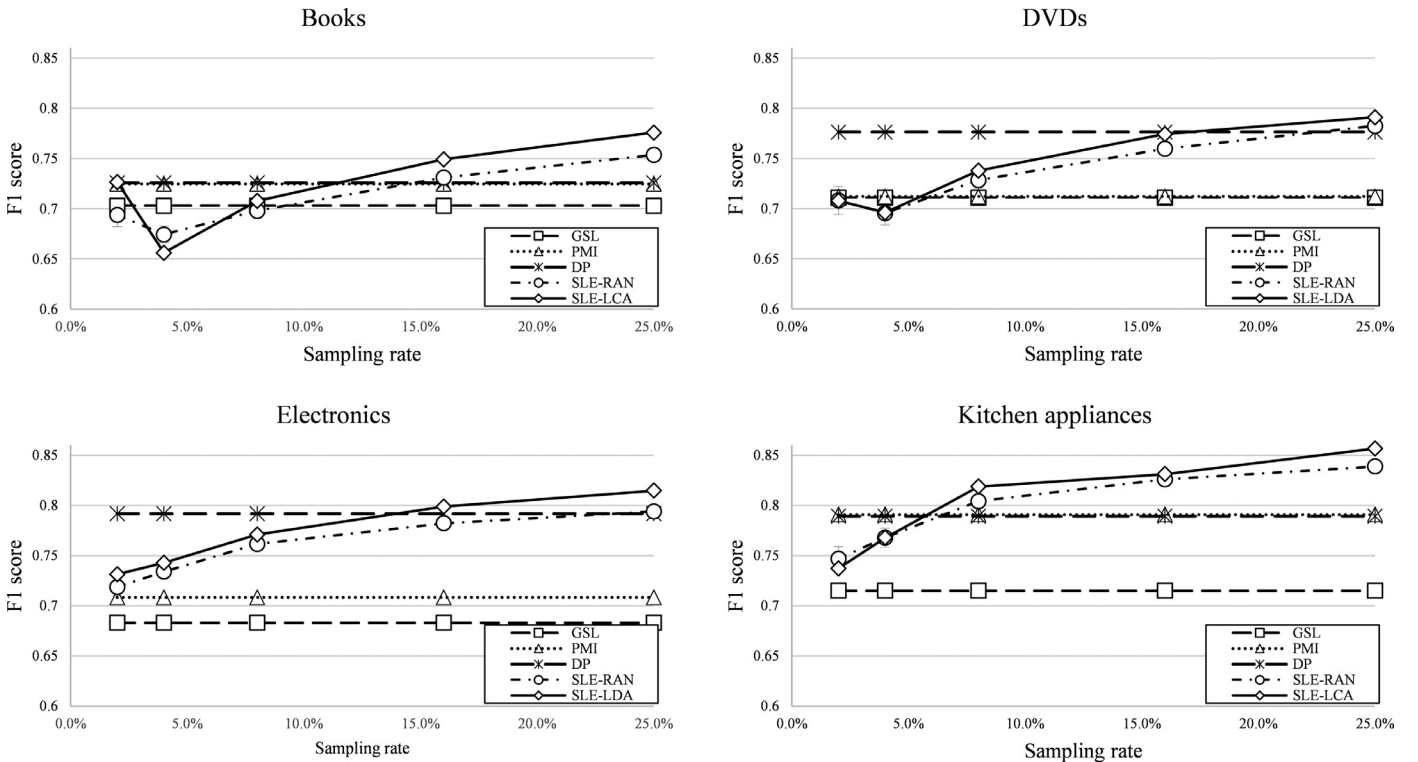 Books
0.85
0.8
0.75
0.7
0.65
0.6
F1 score
0.0%
5.0%
10.0%
15.0%
20.0%
25.0%
Sampling rate
GSL
PMI
DP
SLE-RAN
SLE-LCA
DVDs
0.85
0.8
0.75
0.7
0.65
0.6
F1 score
0.0%
5.0%
10.0%
15.0%
20.0%
25.0%
Sampling rate
GSL
PMI
DP
SLE-RAN
SLE-LDA
Electronics
0.85
0.8
0.75
0.7
0.65
0.6
F1 score
0.0%
5.0%
10.0%
15.0%
20.0%
25.0%
Sampling rate
GSL
PMI
DP
SLE-RAN
SLE-LDA
Kitchen appliances
0.85
0.8
0.75
0.7
0.65
0.6
F1 score
0.0%
5.0%
10.0%
15.0%
20.0%
25.0%
Sampling rate
GSL
PMI
DP
SLE-RAN
SLE-LCA